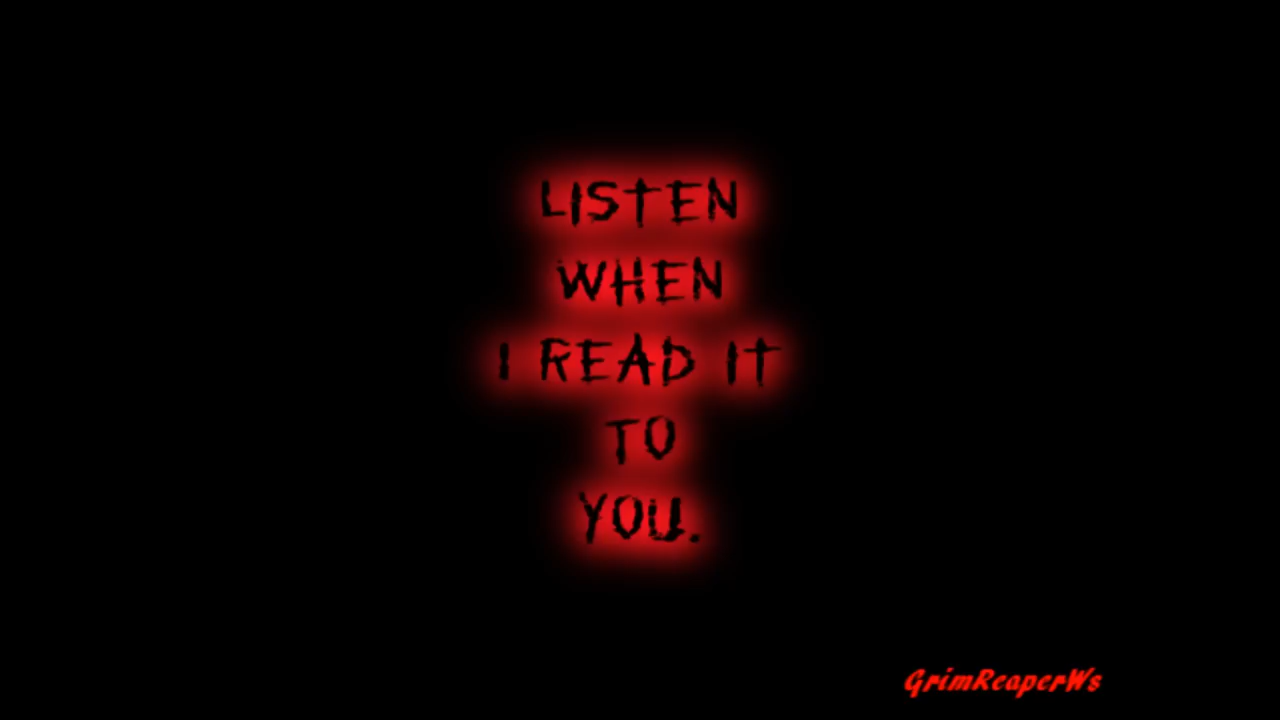 LISTEN
WHEN
I READ IT
TO
YOU.
GrimReaperWs